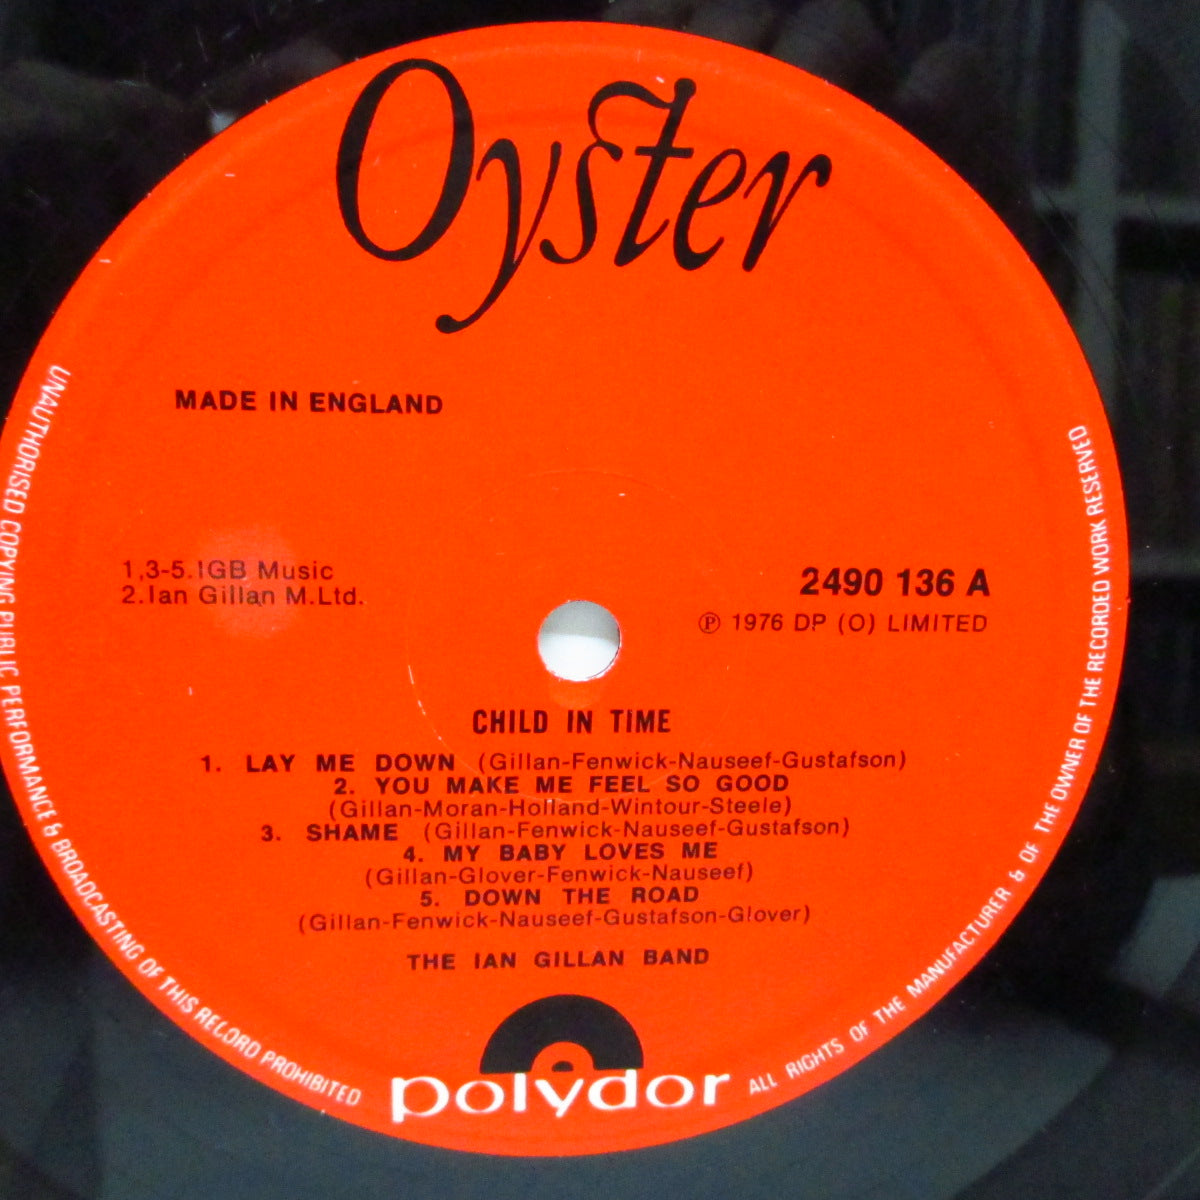 Oyster
MADE IN ENGLAND
1,3-5.IGB Music
2.Ian Gillan M.Ltd.
2490 136 A
℗ 1976 DP (O) LIMITED
CHILD IN TIME
1. LAY ME DOWN (Gillan-Fenwick-Nauseef-Gustafson)
2. YOU MAKE ME FEEL SO GOOD
(Gillan-Moran-Holland-Wintour-Steele)
3. SHAME (Gillan-Fenwick-Nauseef-Gustafson)
4. MY BABY LOVES ME
(Gillan-Glover-Fenwick-Nauseef)
5. DOWN THE ROAD
(Gillan-Fenwick-Nauseef-Gustafson-Glover)
THE IAN GILLAN BAND
polydor
ALL RIGHTS OF THE MANUFACTURER & OF THE OWNER OF THE RECORDED WORK RESERVED
UNAUTHORISED COPYING PUBLIC PERFORMANCE & BROADCASTING OF THIS RECORD PROHIBITED